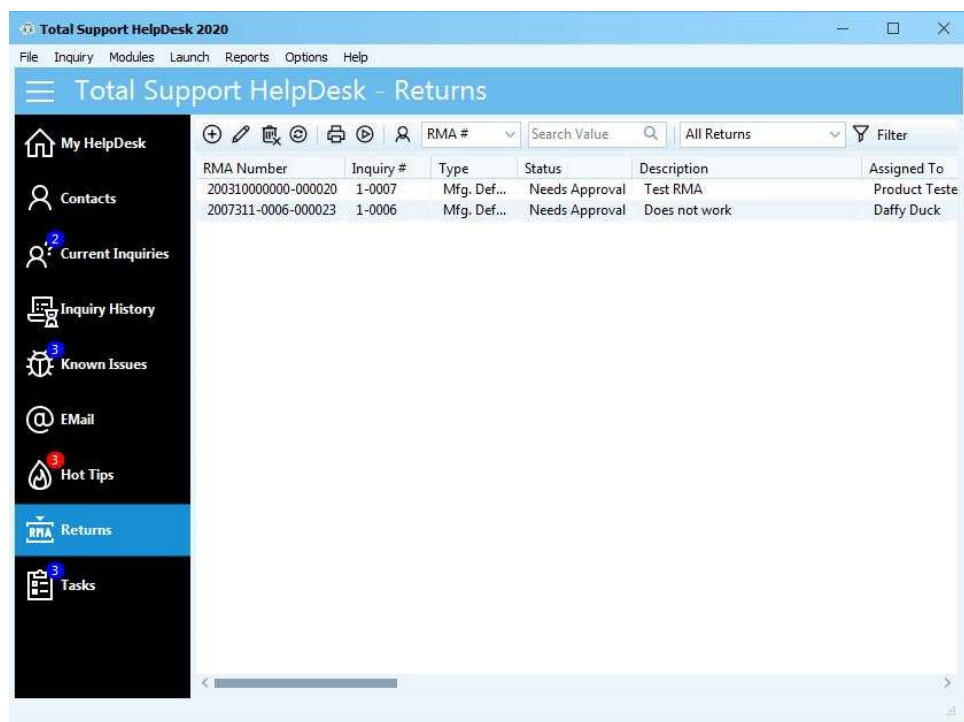 Total Support HelpDesk 2020
File Inquiry Modules Launch Reports Options Help
Total Support HelpDesk - Returns
My HelpDesk
Contacts
2
Current Inquiries
Inquiry History
3
Known Issues
@ EMail
3
Hot Tips
RMA Returns
3
Tasks
RMA # Search Value All Returns Filter
RMA Number Inquiry # Type Status Description Assigned To
200310000000-000020 1-0007 Mfg. Def... Needs Approval Test RMA Product Teste
2007311-0006-000023 1-0006 Mfg. Def... Needs Approval Does not work Daffy Duck